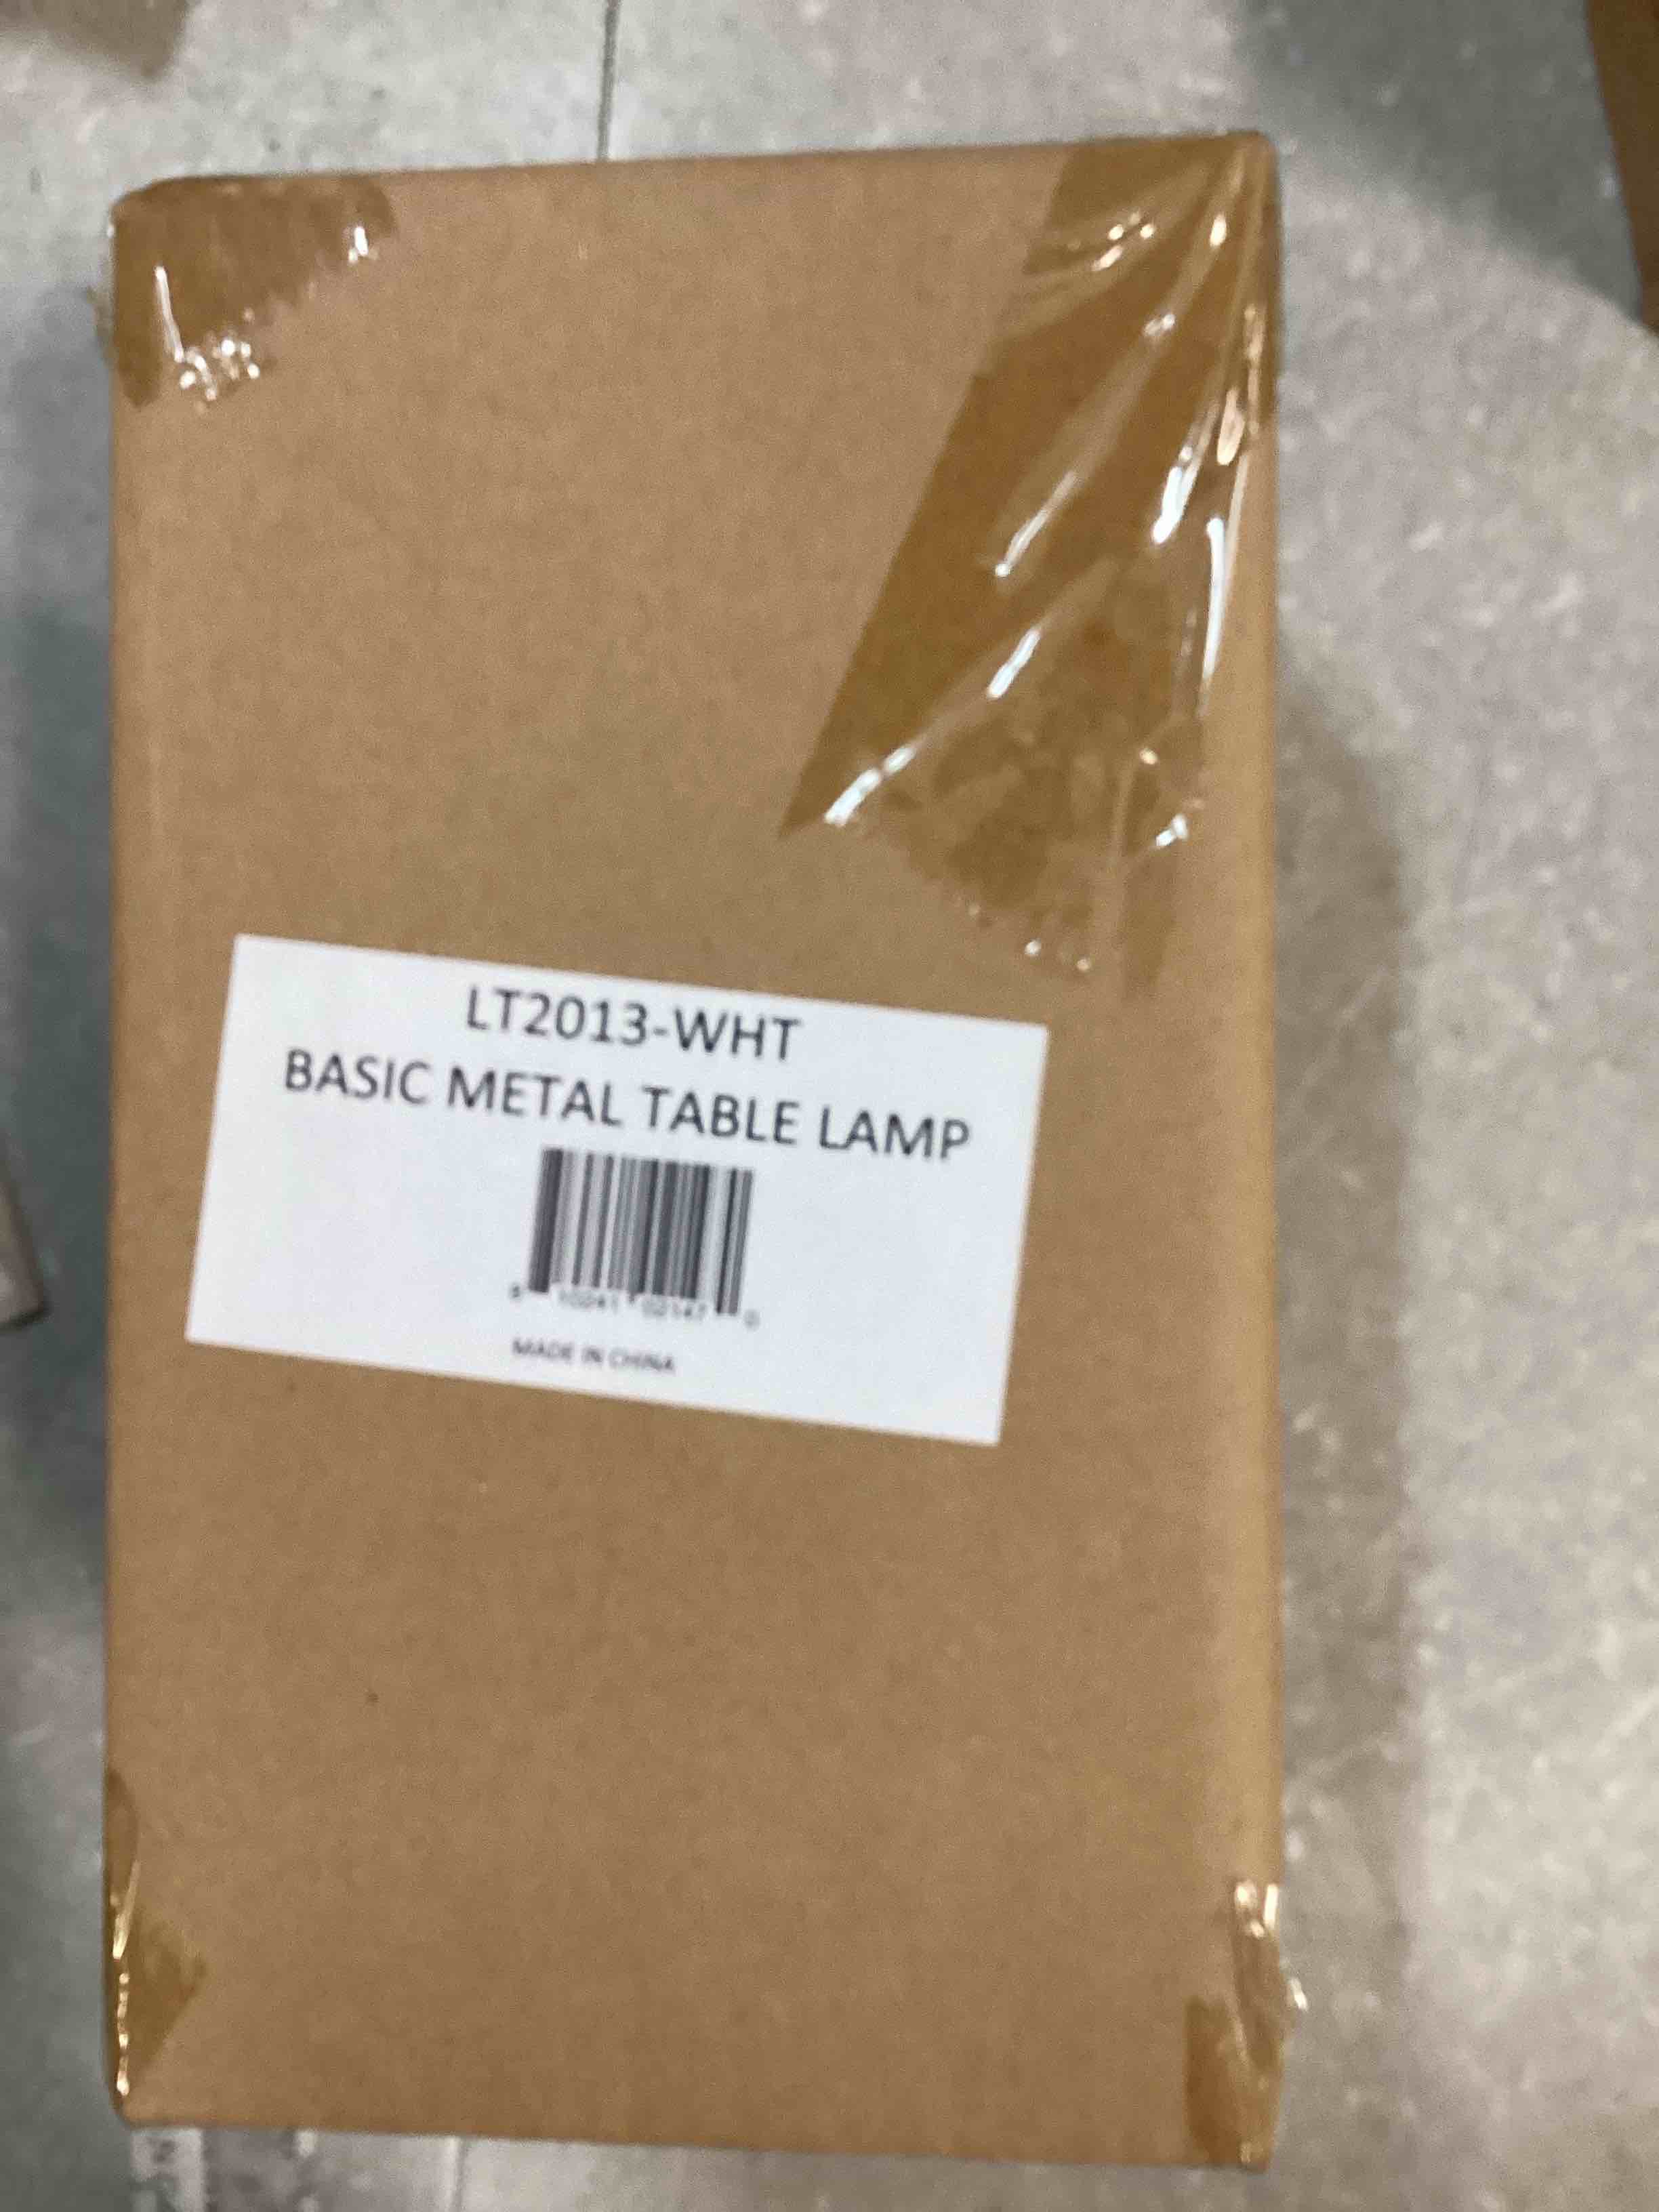 LT2013-WHT
BASIC METAL TABLE LAMP
MADE IN CHINA